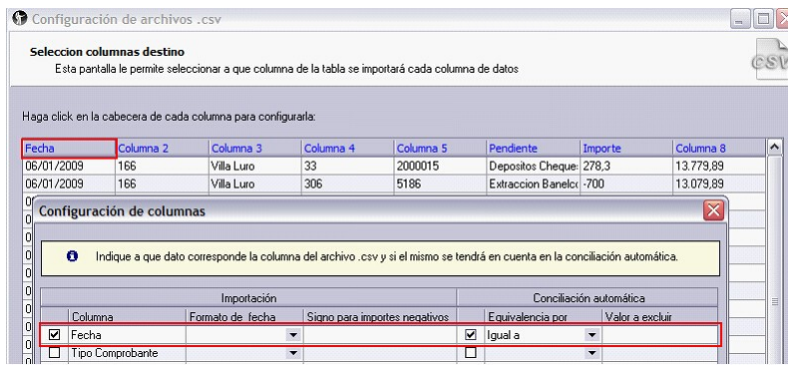 Configuración de archivos .csv
Seleccion columnas destino
Esta pantalla le permite seleccionar a que columna de la tabla se importará cada columna de datos
CSV
Haga click en la cabecera de cada columna para configurarla:
Fecha Columna 2 Columna 3 Columna 4 Columna 5 Pendiente Importe Columna 8
06/01/2009 166 Villa Luro 33 2000015 Depositos Cheque 278,3 13.779,89
06/01/2009 166 Villa Luro 306 5186 Extraccion Banelco -700 13.079,89
Configuración de columnas
Indique a que dato corresponde la columna del archivo .csv y si el mismo se tendrá en cuenta en la conciliación automática.
Importación Conciliación automática
Columna Formato de fecha Signo para importes negativos Equivalencia por Valor a excluir
Fecha Igual a
Tipo Comprobante